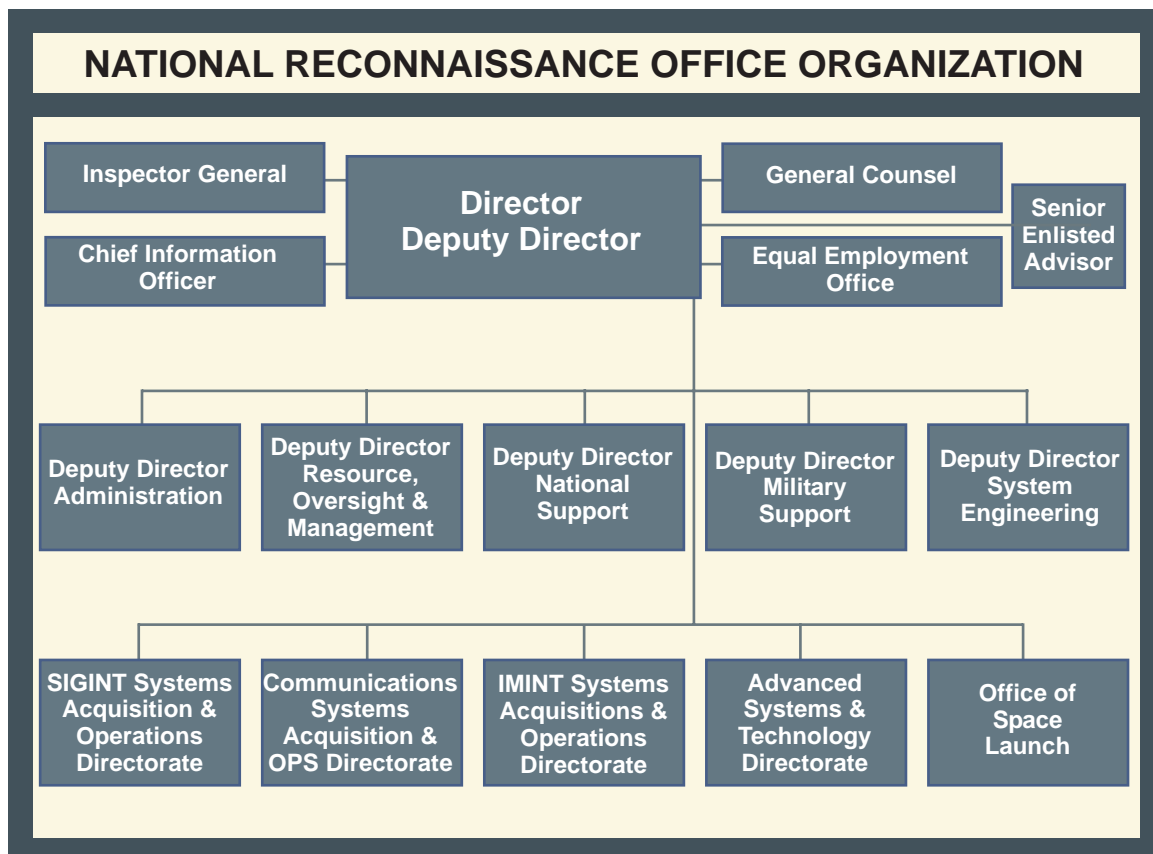 NATIONAL RECONNAISSANCE OFFICE ORGANIZATION
Inspector General
Director
Deputy Director
General Counsel
Senior
Enlisted
Advisor
Chief Information
Officer
Equal Employment
Office
Deputy Director
Administration
Deputy Director
Resource,
Oversight &
Management
Deputy Director
National
Support
Deputy Director
Military
Support
Deputy Director
System
Engineering
SIGINT Systems
Acquisition &
Operations
Directorate
Communications
Systems
Acquisition &
OPS Directorate
IMINT Systems
Acquisitions &
Operations
Directorate
Advanced
Systems &
Technology
Directorate
Office of
Space
Launch